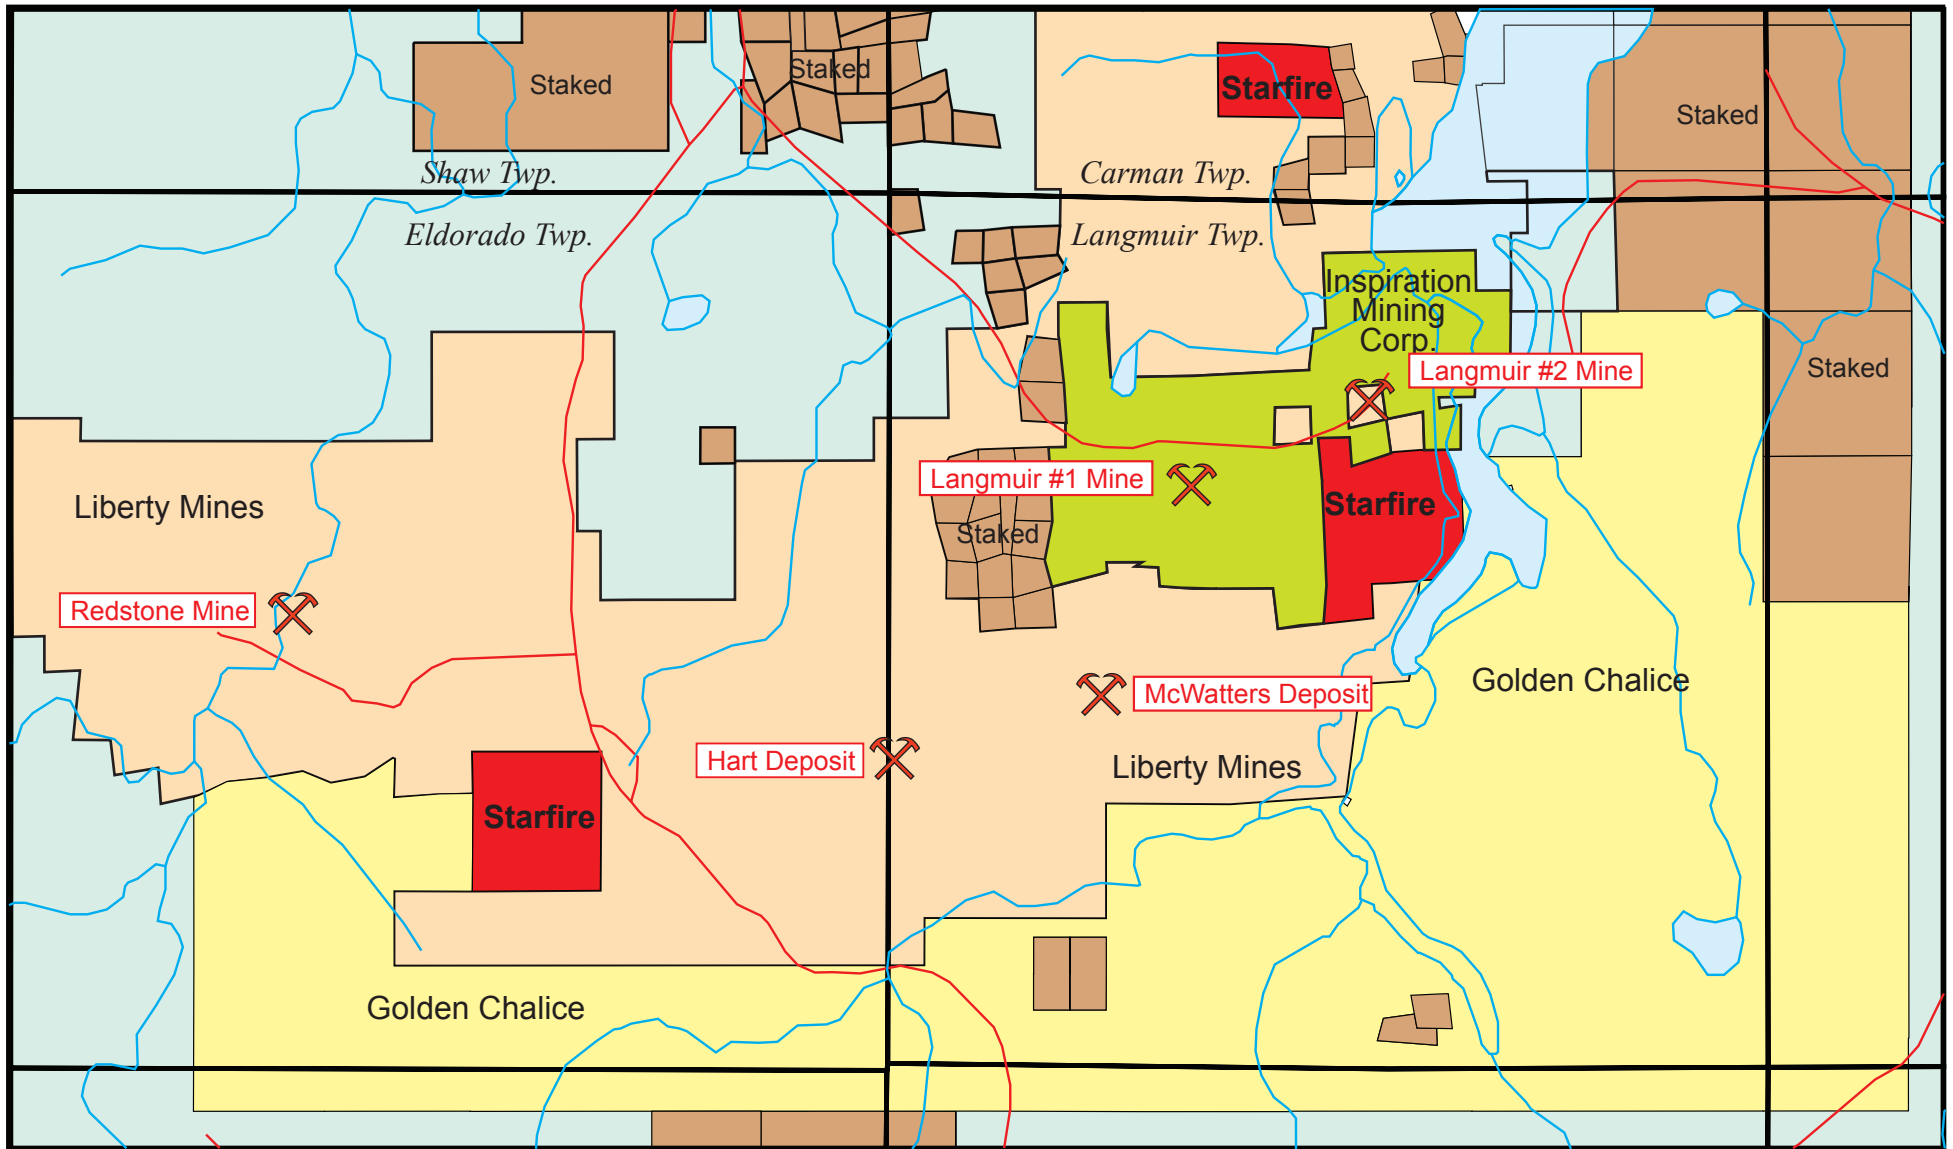 Staked
Staked
Starfire
Staked
Shaw Twp.
Carman Twp.
Eldorado Twp.
Langmuir Twp.
Inspiration
Mining
Corp.
Langmuir #2 Mine
Staked
Langmuir #1 Mine
Liberty Mines
Starfire
Staked
Redstone Mine
Golden Chalice
McWatters Deposit
Hart Deposit
Liberty Mines
Starfire
Golden Chalice